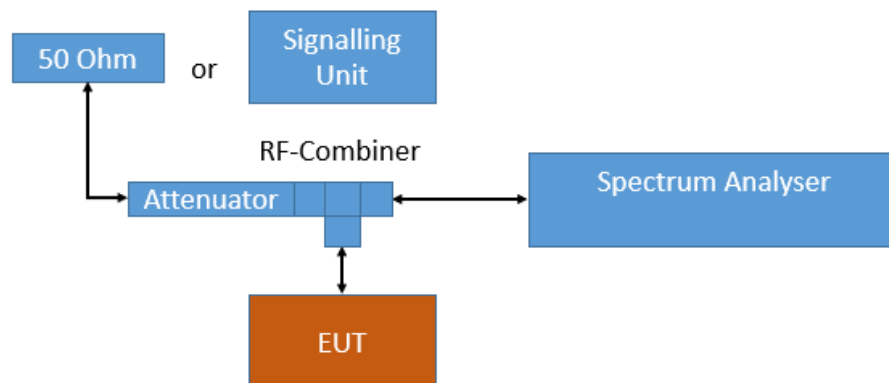 50 Ohm
or
Signalling
Unit
RF-Combiner
Attenuator
Spectrum Analyser
EUT